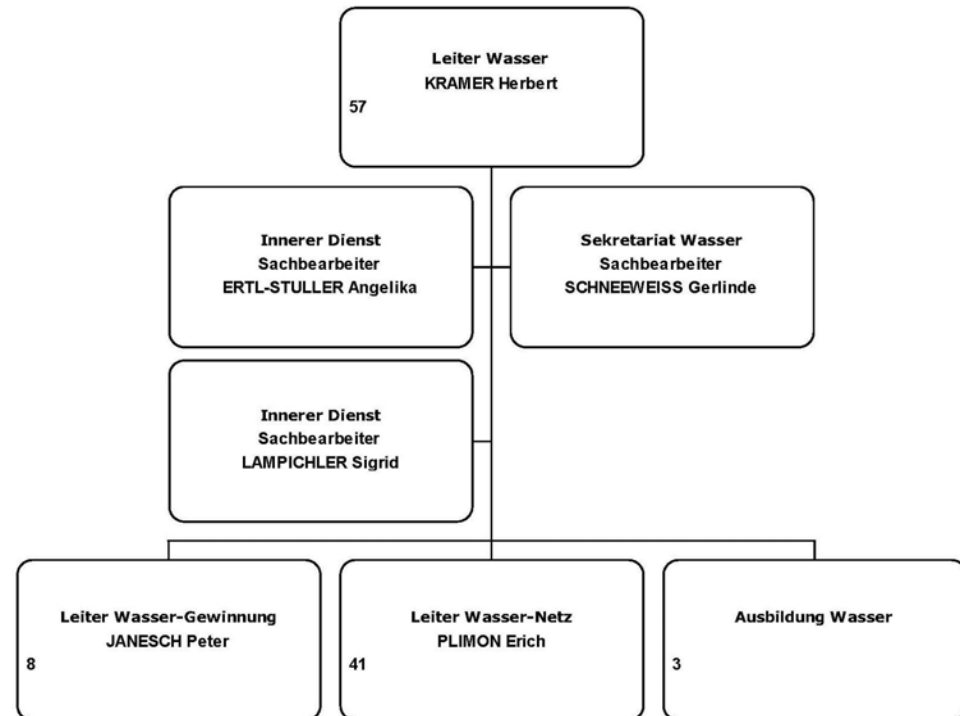 Leiter Wasser
KRAMER Herbert
57
Innerer Dienst
Sachbearbeiter
ERTL-STULLER Angelika
Sekretariat Wasser
Sachbearbeiter
SCHNEEWEISS Gerlinde
Innerer Dienst
Sachbearbeiter
LAMPICHLER Sigrid
Leiter Wasser-Gewinnung
JANESCH Peter
8
Leiter Wasser-Netz
PLIMON Erich
41
Ausbildung Wasser
3